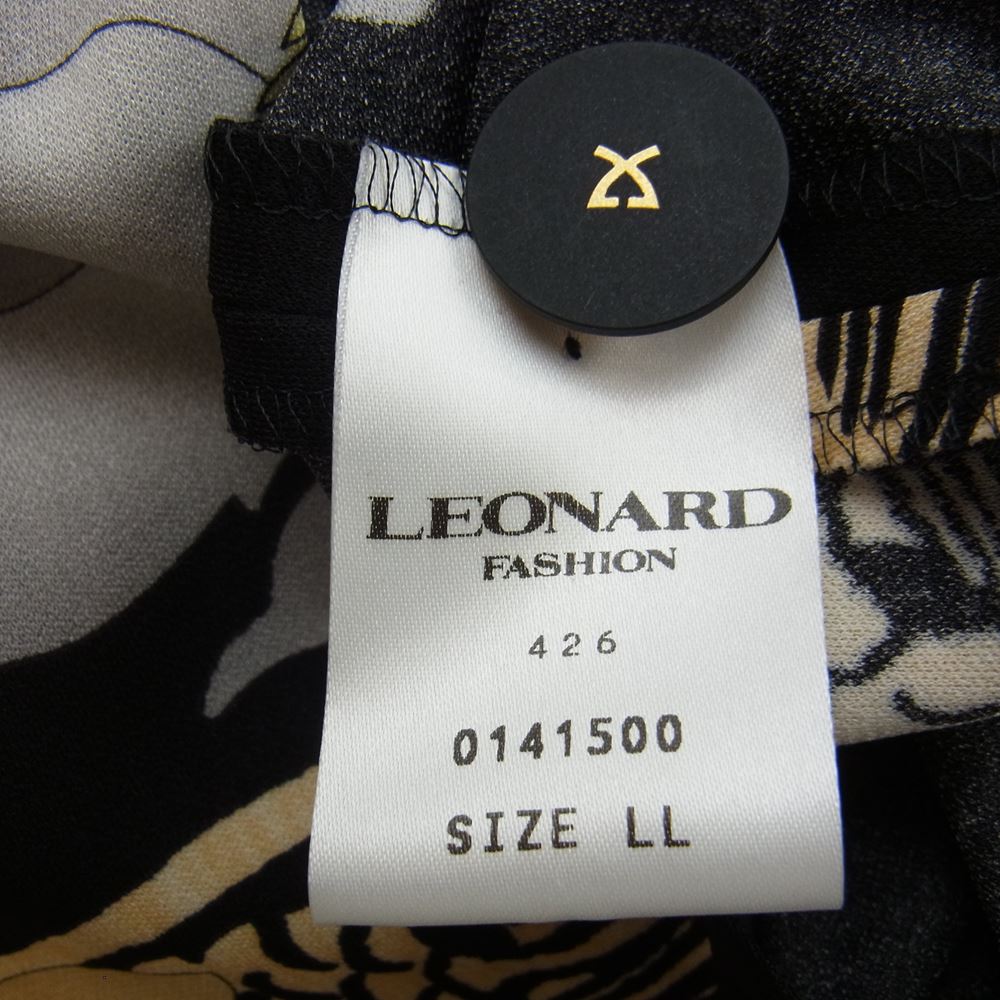 LEONARD
FASHION
426
0141500
SIZE LL